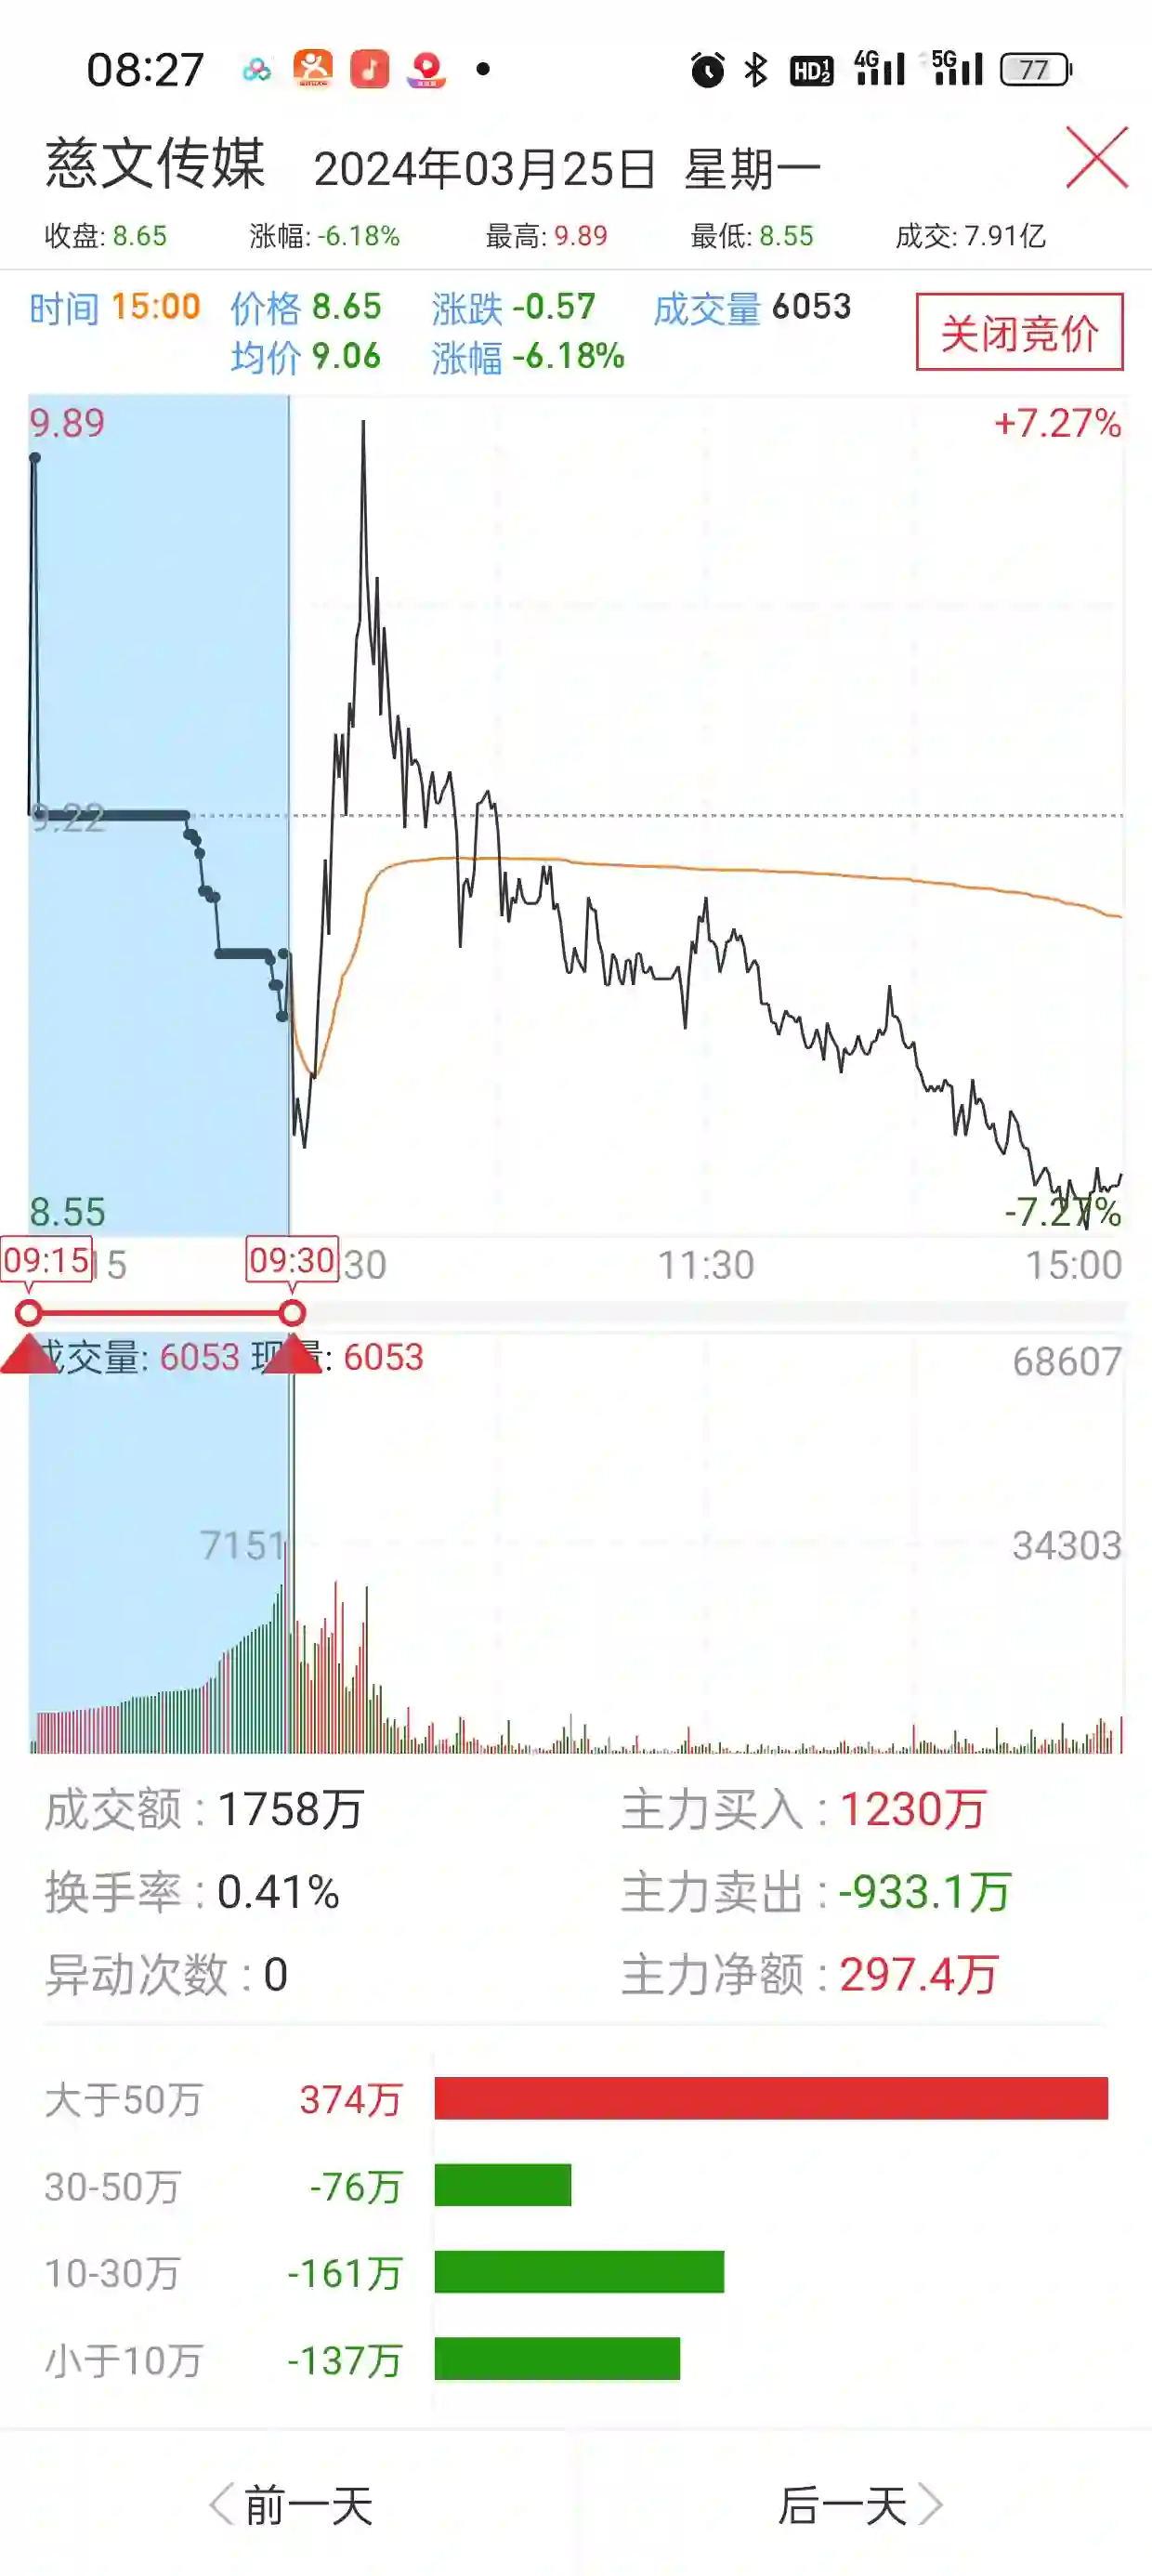 08:27 HD 4G 5G 77
慈文传媒 2024年03月25日 星期一
收盘: 8.65 涨幅: -6.18% 最高: 9.89 最低: 8.55 成交: 7.91亿
时间 15:00 价格 8.65 涨跌 -0.57 成交量 6053
均价 9.06 涨幅 -6.18%
关闭竞价
9.89 +7.27%
9.22
8.55 -7.27%
09:15 15 09:30 :30 11:30 15:00
成交量: 6053 现量: 6053 68607
7151 34303
成交额 : 1758万 主力买入 : 1230万
换手率 : 0.41% 主力卖出 : -933.1万
异动次数 : 0 主力净额 : 297.4万
大于50万 374万
30-50万 -76万
10-30万 -161万
小于10万 -137万
前一天 后一天